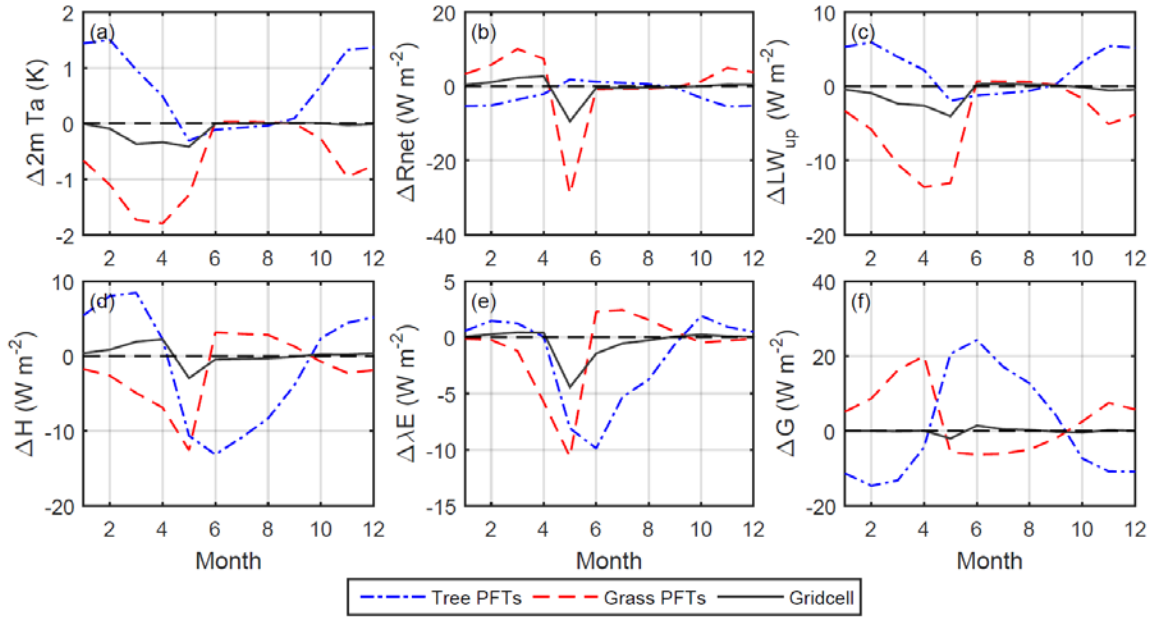 (a)
Δ2m Ta (K)
2
1
0
-1
-2
2 4 6 8 10 12
(b)
ΔRnet (W m-2)
20
0
-20
-40
2 4 6 8 10 12
(c)
ΔLWup (W m-2)
10
0
-10
-20
2 4 6 8 10 12
(d)
ΔH (W m-2)
10
0
-10
-20
2 4 6 8 10 12
Month
(e)
ΔλE (W m-2)
5
0
-5
-10
-15
2 4 6 8 10 12
Month
(f)
ΔG (W m-2)
40
20
0
-20
2 4 6 8 10 12
Month
Tree PFTs Grass PFTs Gridcell